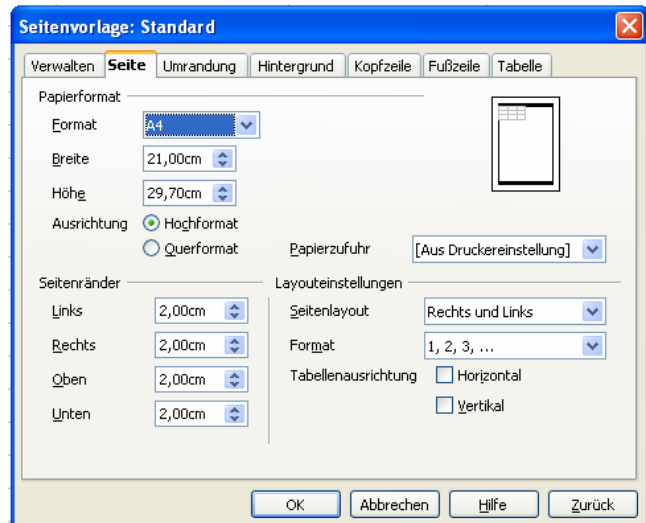 Seitenvorlage: Standard
Verwalten Seite Umrandung Hintergrund Kopfzeile Fußzeile Tabelle
Papierformat
Format A4
Breite 21,00cm
Höhe 29,70cm
Ausrichtung Hochformat
Querformat Papierzufuhr [Aus Druckereinstellung]
Seitenränder Layouteinstellungen
Links 2,00cm Seitenlayout Rechts und Links
Rechts 2,00cm Format 1, 2, 3, ...
Oben 2,00cm Tabellenausrichtung Horizontal
Unten 2,00cm Vertikal
OK Abbrechen Hilfe Zurück